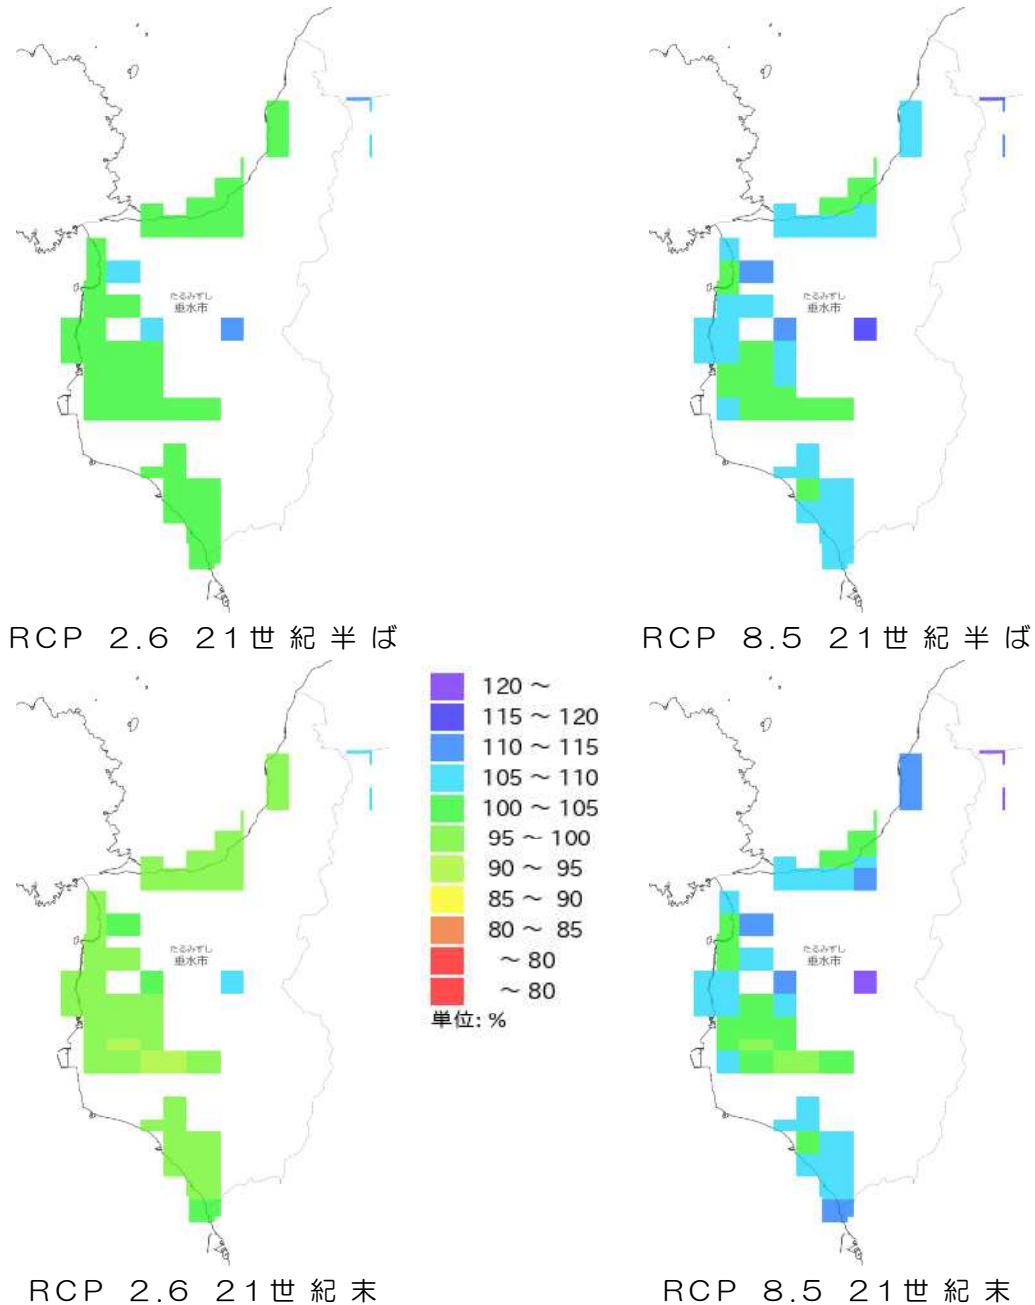 たるみずし
垂水市
たるみずし
垂水市
RCP 2.6 21世紀半ば
RCP 8.5 21世紀半ば
120 ~
115 ~ 120
110 ~ 115
105 ~ 110
100 ~ 105
95 ~ 100
90 ~ 95
85 ~ 90
80 ~ 85
~ 80
~ 80
単位: %
たるみずし
垂水市
たるみずし
垂水市
RCP 2.6 21世紀末
RCP 8.5 21世紀末